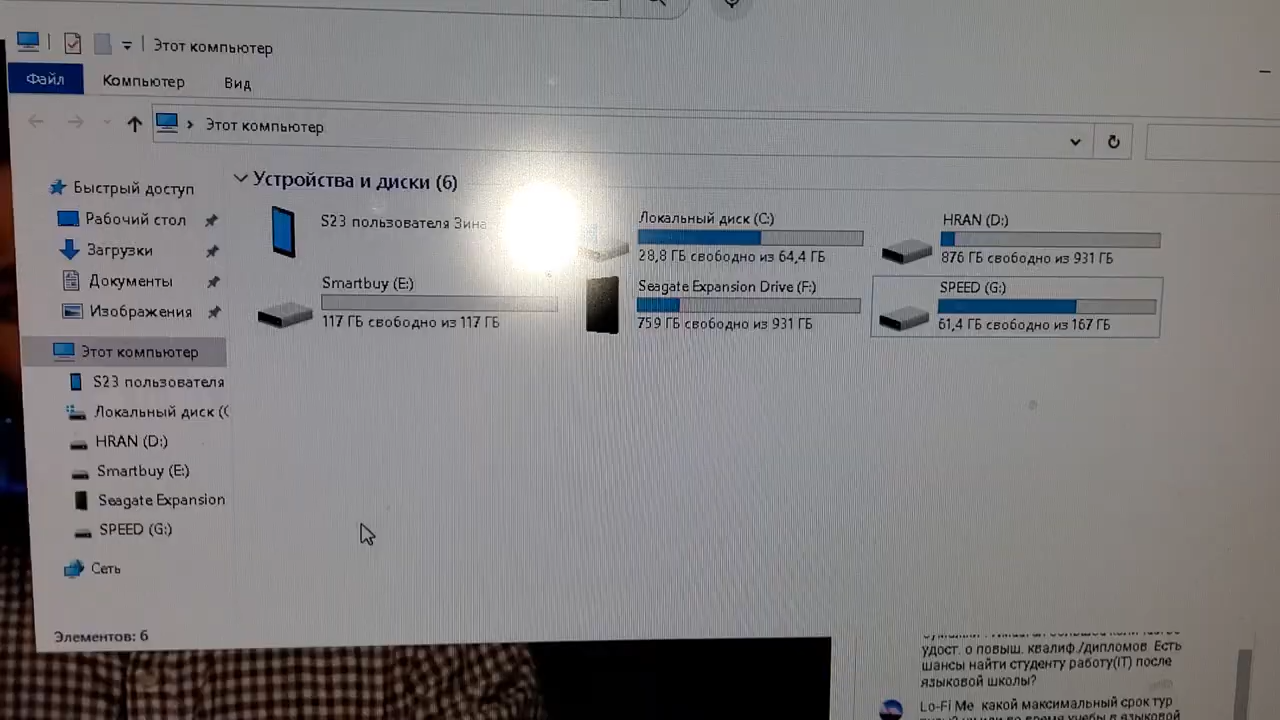 Этот компьютер
Файл
Компьютер
Вид
Этот компьютер
Быстрый доступ
Рабочий стол
Загрузки
Документы
Изображения
Этот компьютер
S23 пользователя
Локальный диск (C
HRAN (D:)
Smartbuy (E:)
Seagate Expansion
SPEED (G:)
Сеть
Устройства и диски (6)
S23 пользователя Зина
Локальный диск (C:)
28,8 ГБ свободно из 64,4 ГБ
HRAN (D:)
876 ГБ свободно из 931 ГБ
Smartbuy (E:)
117 ГБ свободно из 117 ГБ
Seagate Expansion Drive (F:)
759 ГБ свободно из 931 ГБ
SPEED (G:)
61,4 ГБ свободно из 167 ГБ
Элементов: 6
удост. о повыш. квалиф./дипломов. Есть
шансы найти студенту работу(IT) после
языковой школы?
Lo-Fi Me какой максимальный срок тур